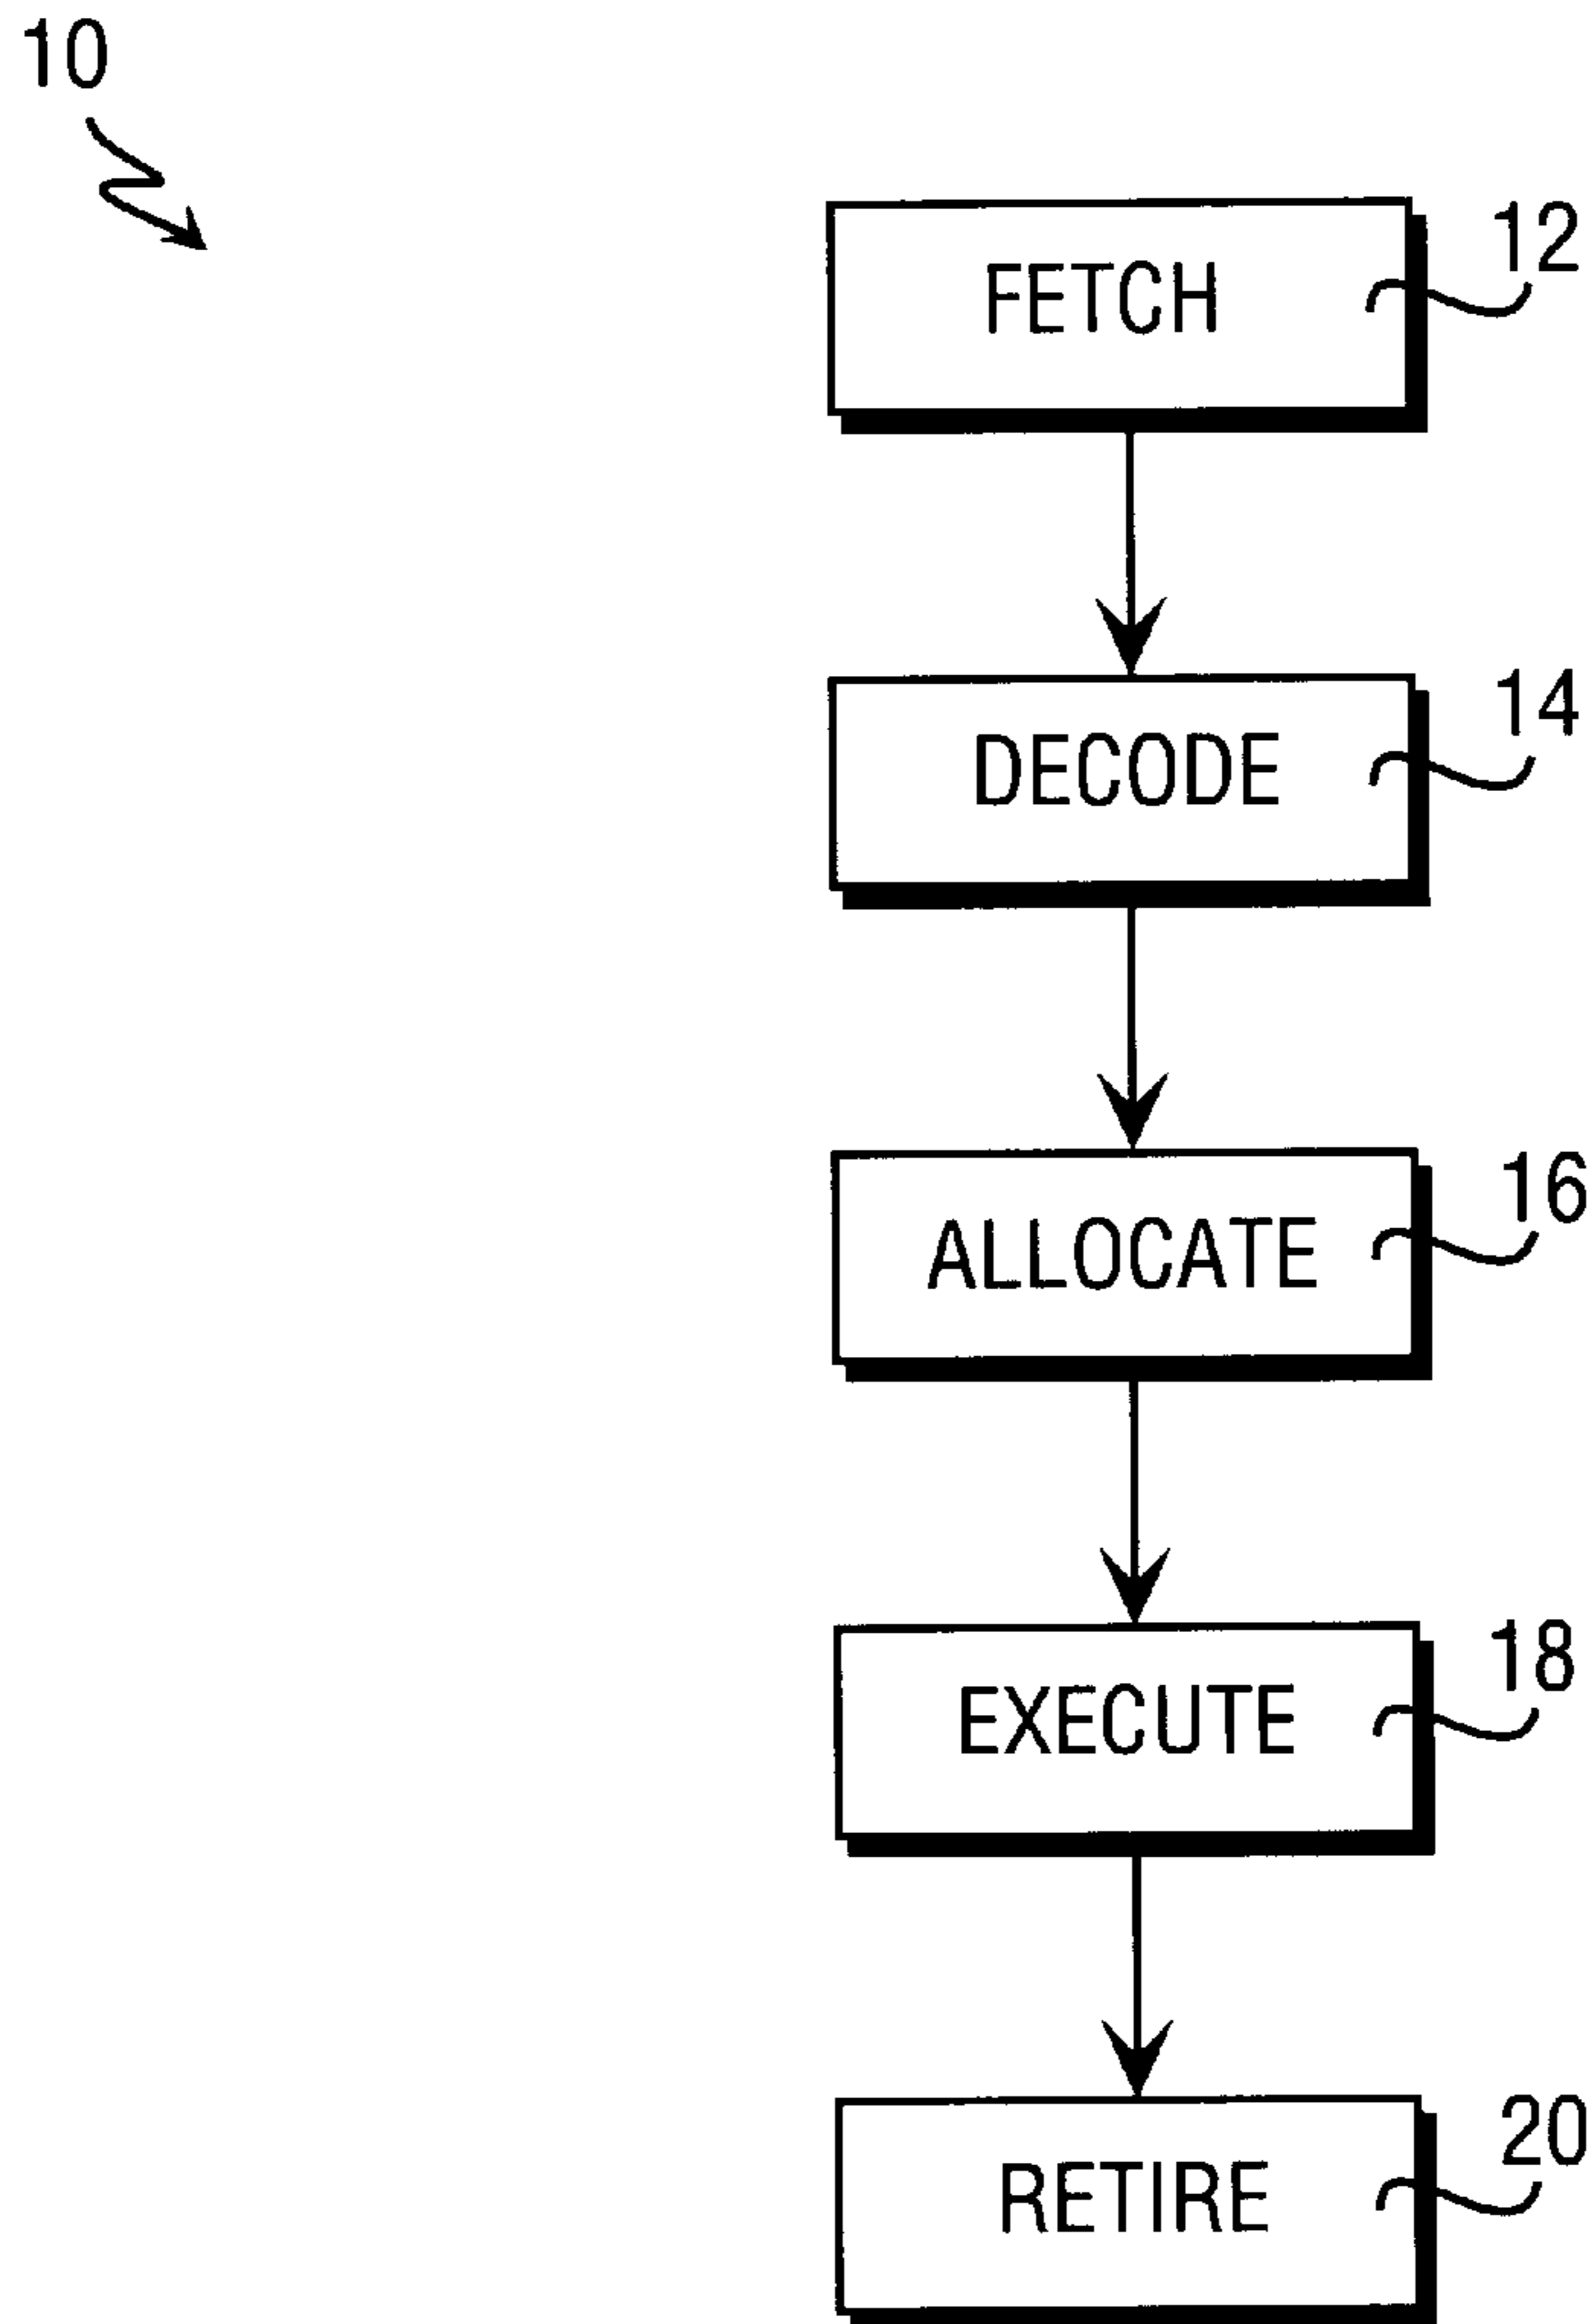 10
12
FETCH
14
DECODE
16
ALLOCATE
18
EXECUTE
20
RETIRE